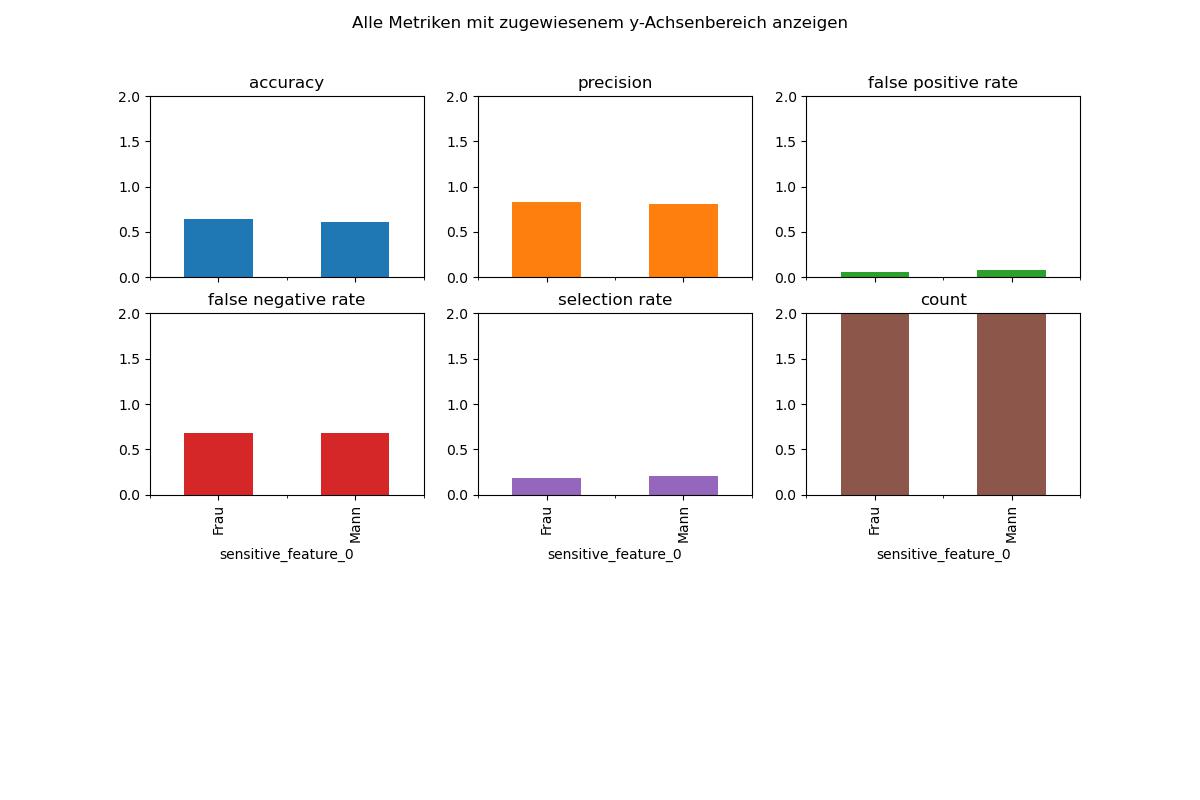 Alle Metriken mit zugewiesenem y-Achsenbereich anzeigen
accuracy
precision
false positive rate
2.0
1.5
1.0
0.5
0.0
2.0
1.5
1.0
0.5
0.0
2.0
1.5
1.0
0.5
0.0
false negative rate
selection rate
count
2.0
1.5
1.0
0.5
0.0
2.0
1.5
1.0
0.5
0.0
2.0
1.5
1.0
0.5
0.0
Frau
Mann
Frau
Mann
Frau
Mann
sensitive_feature_0
sensitive_feature_0
sensitive_feature_0